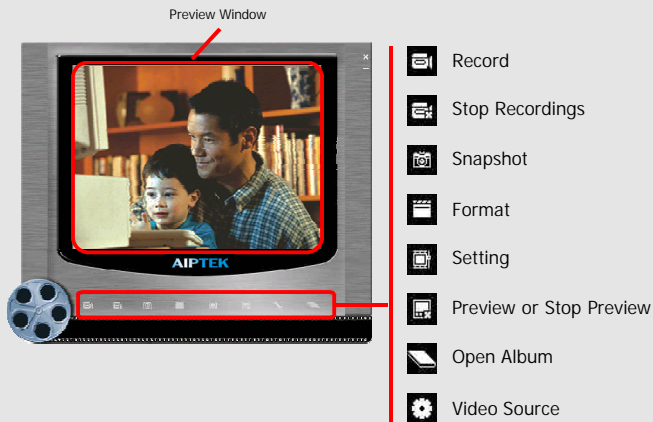 Preview Window
AIPTEK
Record
Stop Recordings
Snapshot
Format
Setting
Preview or Stop Preview
Open Album
Video Source